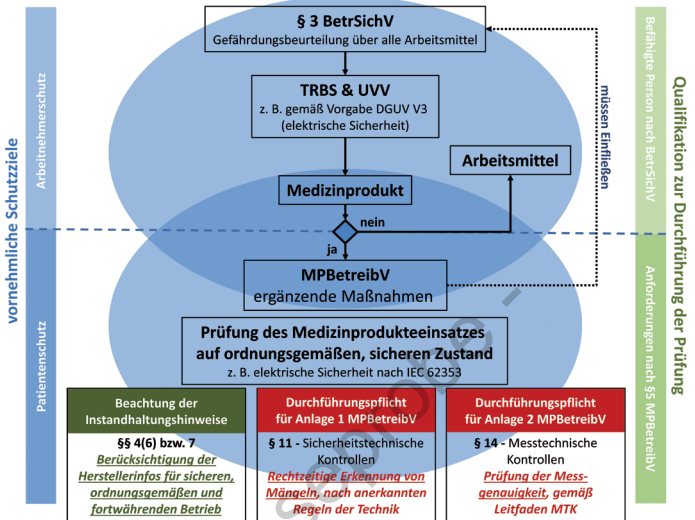 § 3 BetrSichV
Gefährdungsbeurteilung über alle Arbeitsmittel
TRBS & UVV
z. B. gemäß Vorgabe DGUV V3
(elektrische Sicherheit)
Arbeitsmittel
Medizinprodukt
nein
ja
MPBetreibV
ergänzende Maßnahmen
müssen Einfließen
Prüfung des Medizinprodukteeinsatzes
auf ordnungsgemäßen, sicheren Zustand
z. B. elektrische Sicherheit nach IEC 62353
vornehmliche Schutzziele
Arbeitnehmerschutz
Patientenschutz
Befähigte Person nach BetrSichV
Anforderungen nach §5 MPBetreibV
Qualifikation zur Durchführung der Prüfung
Beachtung der
Instandhaltungshinweise
§§ 4(6) bzw. 7
Berücksichtigung der
Herstellerinfos für sicheren,
ordnungsgemäßen und
fortwährenden Betrieb
Durchführungspflicht
für Anlage 1 MPBetreibV
§ 11 - Sicherheitstechnische
Kontrollen
Rechtzeitige Erkennung von
Mängeln, nach anerkannten
Regeln der Technik
Durchführungspflicht
für Anlage 2 MPBetreibV
§ 14 - Messtechnische
Kontrollen
Prüfung der Mess-
genauigkeit, gemäß
Leitfaden MTK
seprobe -